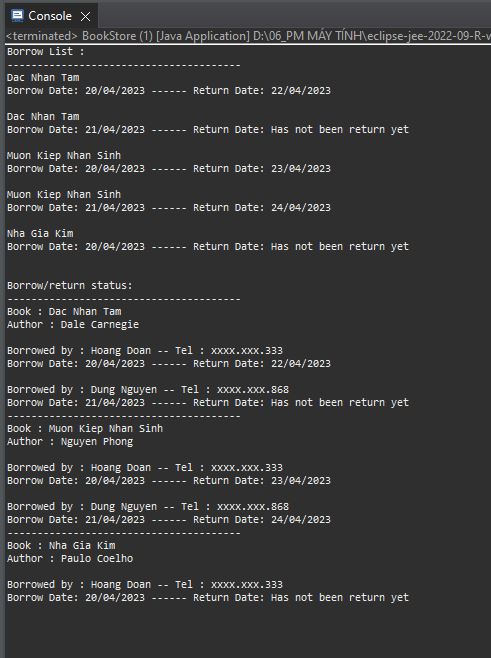 Console
<terminated> BookStore (1) [Java Application] D:\06_PM MÁY TÍNH\eclipse-jee-2022-09-R-v
Borrow List :
---------------------------------------
Dac Nhan Tam
Borrow Date: 20/04/2023 ------ Return Date: 22/04/2023
Dac Nhan Tam
Borrow Date: 21/04/2023 ------ Return Date: Has not been return yet
Muon Kiep Nhan Sinh
Borrow Date: 20/04/2023 ------ Return Date: 23/04/2023
Muon Kiep Nhan Sinh
Borrow Date: 21/04/2023 ------ Return Date: 24/04/2023
Nha Gia Kim
Borrow Date: 20/04/2023 ------ Return Date: Has not been return yet
Borrow/return status:
---------------------------------------
Book : Dac Nhan Tam
Author : Dale Carnegie
Borrowed by : Hoang Doan -- Tel : xxxx.xxx.333
Borrow Date: 20/04/2023 ------ Return Date: 22/04/2023
Borrowed by : Dung Nguyen -- Tel : xxxx.xxx.868
Borrow Date: 21/04/2023 ------ Return Date: Has not been return yet
---------------------------------------
Book : Muon Kiep Nhan Sinh
Author : Nguyen Phong
Borrowed by : Hoang Doan -- Tel : xxxx.xxx.333
Borrow Date: 20/04/2023 ------ Return Date: 23/04/2023
Borrowed by : Dung Nguyen -- Tel : xxxx.xxx.868
Borrow Date: 21/04/2023 ------ Return Date: 24/04/2023
---------------------------------------
Book : Nha Gia Kim
Author : Paulo Coelho
Borrowed by : Hoang Doan -- Tel : xxxx.xxx.333
Borrow Date: 20/04/2023 ------ Return Date: Has not been return yet